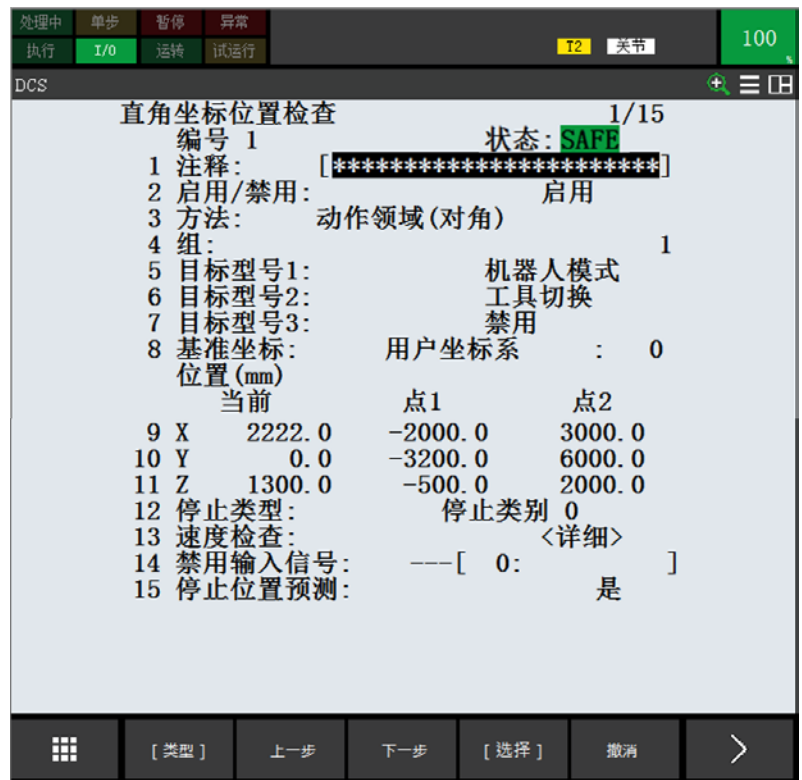 处理中 单步 暂停 异常
执行 I/O 运转 试运行 T2 关节 100 %
DCS
直角坐标位置检查 1/15
编号 1 状态:SAFE
1 注释: [************************]
2 启用/禁用: 启用
3 方法: 动作领域(对角)
4 组: 1
5 目标型号1: 机器人模式
6 目标型号2: 工具切换
7 目标型号3: 禁用
8 基准坐标: 用户坐标系 : 0
位置(mm)
当前 点1 点2
9 X 2222.0 -2000.0 3000.0
10 Y 0.0 -3200.0 6000.0
11 Z 1300.0 -500.0 2000.0
12 停止类型: 停止类别 0
13 速度检查: <详细>
14 禁用输入信号: ---[ 0: ]
15 停止位置预测: 是
[ 类型 ] 上一步 下一步 [ 选择 ] 撤消